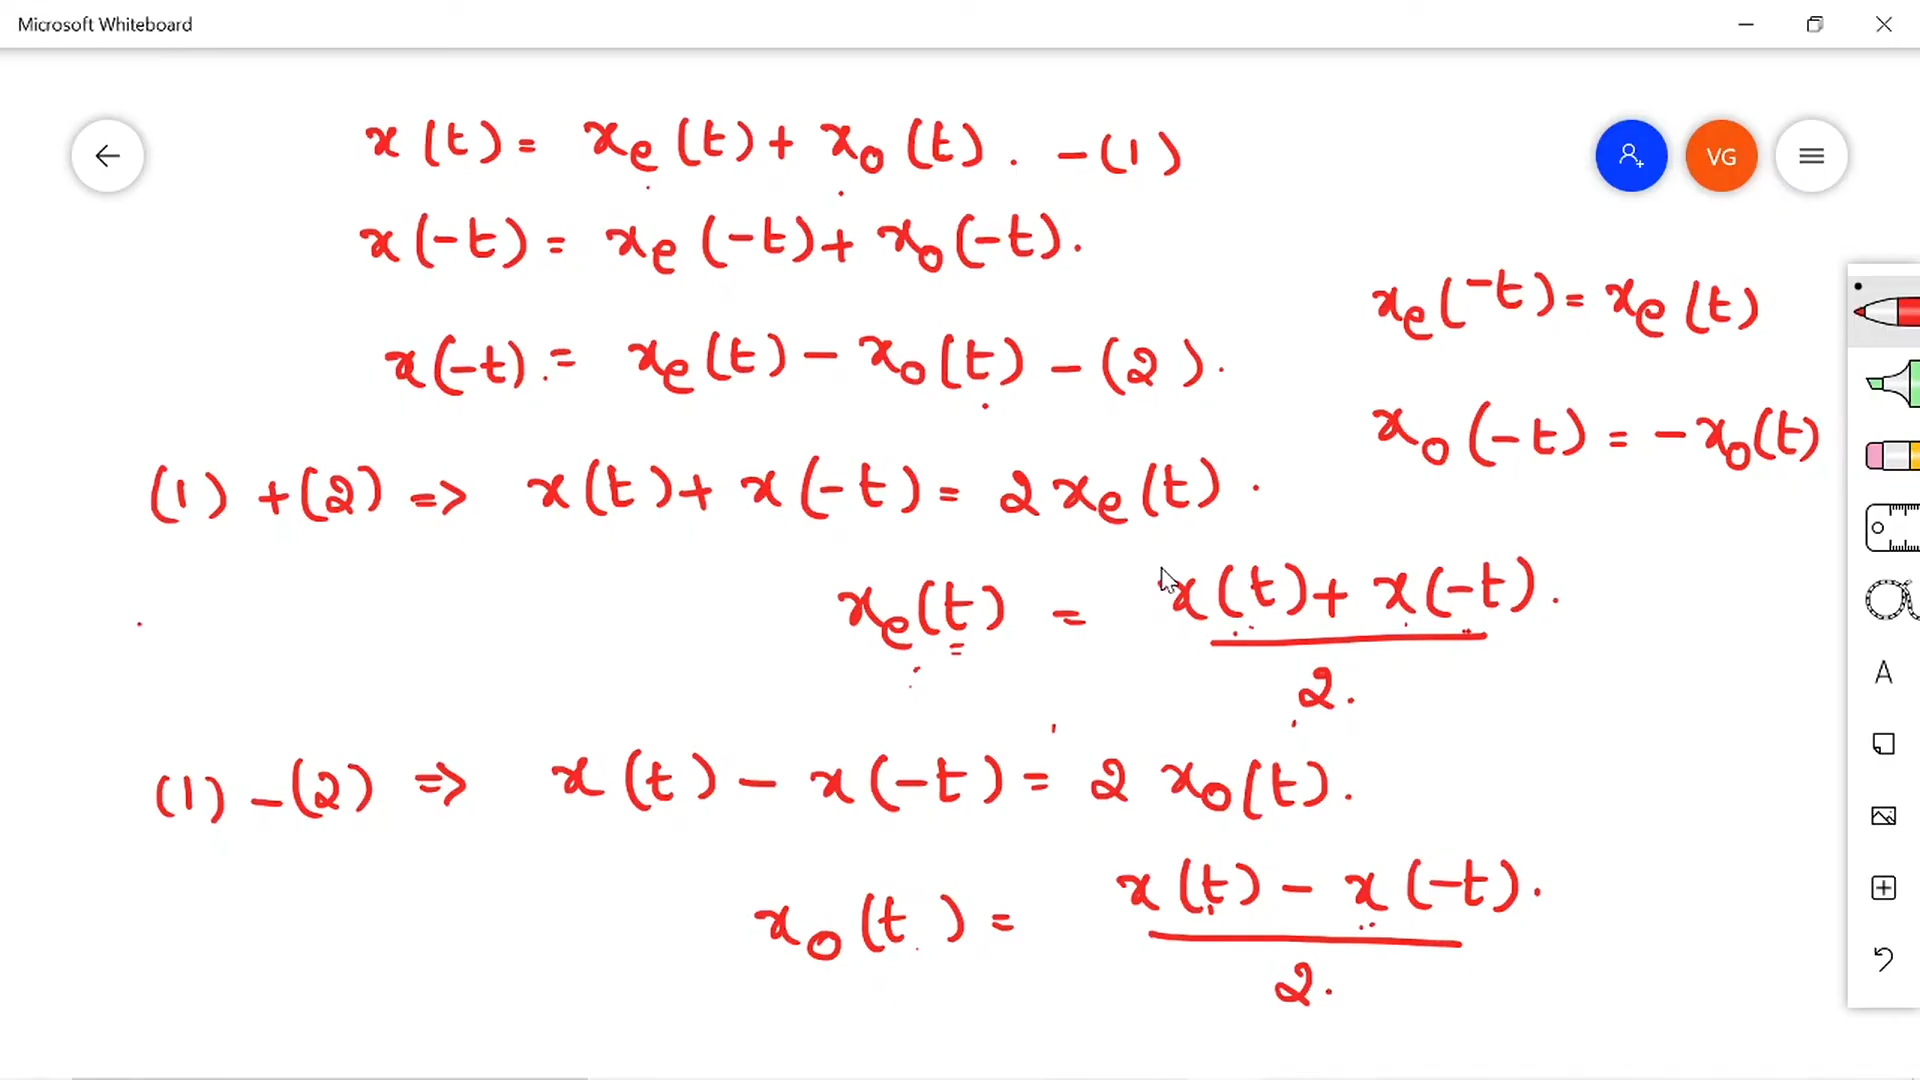 Microsoft Whiteboard
x(t) = xe(t) + xo(t). -(1)
VG
x(-t) = xe(-t) + xo(-t).
xe(-t) = xe(t)
x(-t) = xe(t) - xo(t) - (2).
xo(-t) = -xo(t)
(1) + (2) => x(t) + x(-t) = 2xe(t).
xe(t) = x(t) + x(-t).
2.
A
(1) - (2) => x(t) - x(-t) = 2 xo(t).
xo(t) = x(t) - x(-t).
2.